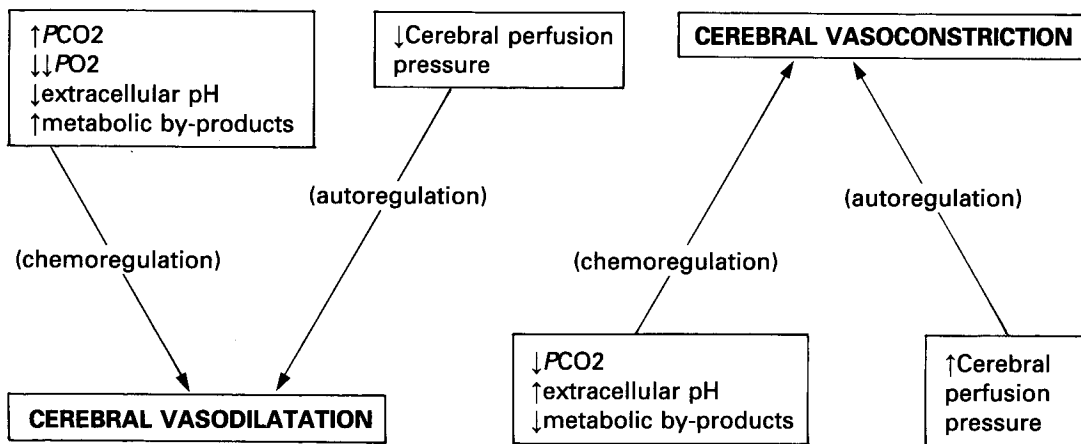 ↑PCO2
↓↓PO2
↓extracellular pH
↑metabolic by-products
↓Cerebral perfusion
pressure
CEREBRAL VASOCONSTRICTION
(autoregulation)
(chemoregulation)
(autoregulation)
(chemoregulation)
CEREBRAL VASODILATATION
↓PCO2
↑extracellular pH
↓metabolic by-products
↑Cerebral
perfusion
pressure